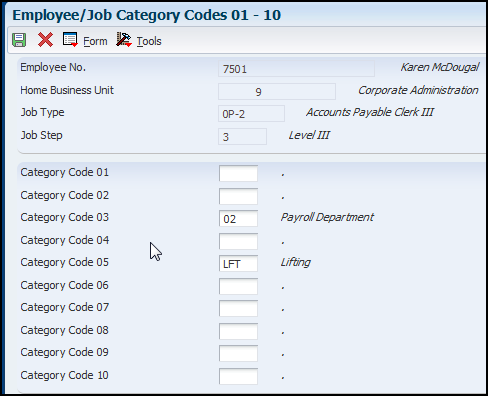 Employee/Job Category Codes 01 - 10
Form Tools
Employee No. 7501 Karen McDougal
Home Business Unit 9 Corporate Administration
Job Type 0P-2 Accounts Payable Clerk III
Job Step 3 Level III
Category Code 01 .
Category Code 02 .
Category Code 03 02 Payroll Department
Category Code 04 .
Category Code 05 LFT Lifting
Category Code 06 .
Category Code 07 .
Category Code 08 .
Category Code 09 .
Category Code 10 .